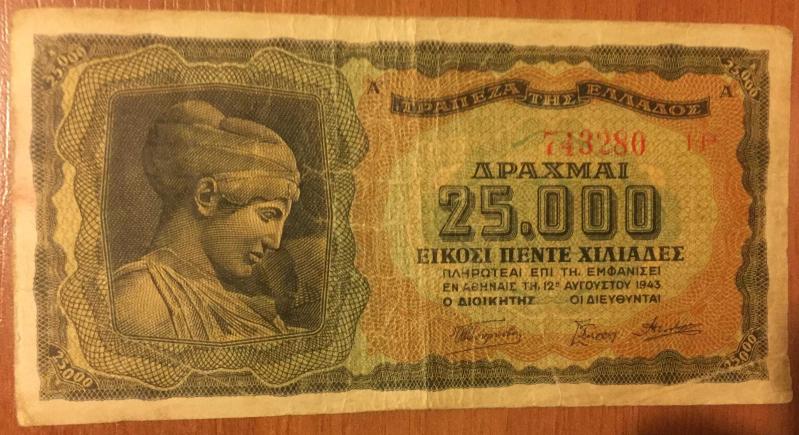 25000
25000
Α ΤΡΑΠΕΖΑ ΤΗΣ ΕΛΛΑΔΟΣ Α
743280
ΔΡΑΧΜΑΙ
25.000
ΕΙΚΟΣΙ ΠΕΝΤΕ ΧΙΛΙΑΔΕΣ
ΠΛΗΡΩΤΕΑΙ ΕΠΙ ΤΗ, ΕΜΦΑΝΙΣΕΙ
ΕΝ ΑΘΗΝΑΙΣ ΤΗ, 12ῃ ΑΥΓΟΥΣΤΟΥ 1943
Ο ΔΙΟΙΚΗΤΗΣ ΟΙ ΔΙΕΥΘΥΝΤΑΙ
25000
25000